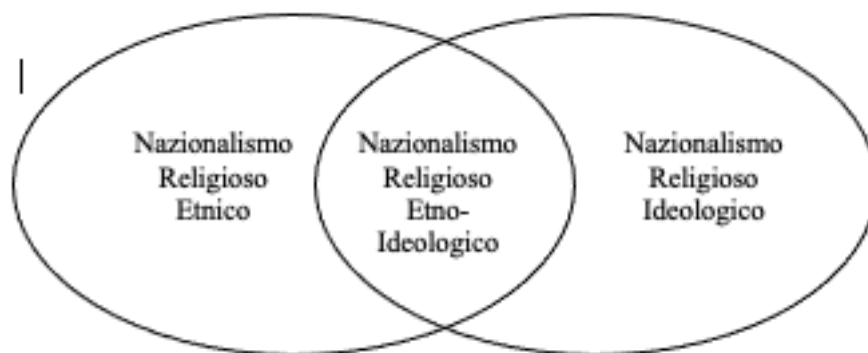 Nazionalismo
Religioso
Etnico
Nazionalismo
Religioso
Etno-
Ideologico
Nazionalismo
Religioso
Ideologico